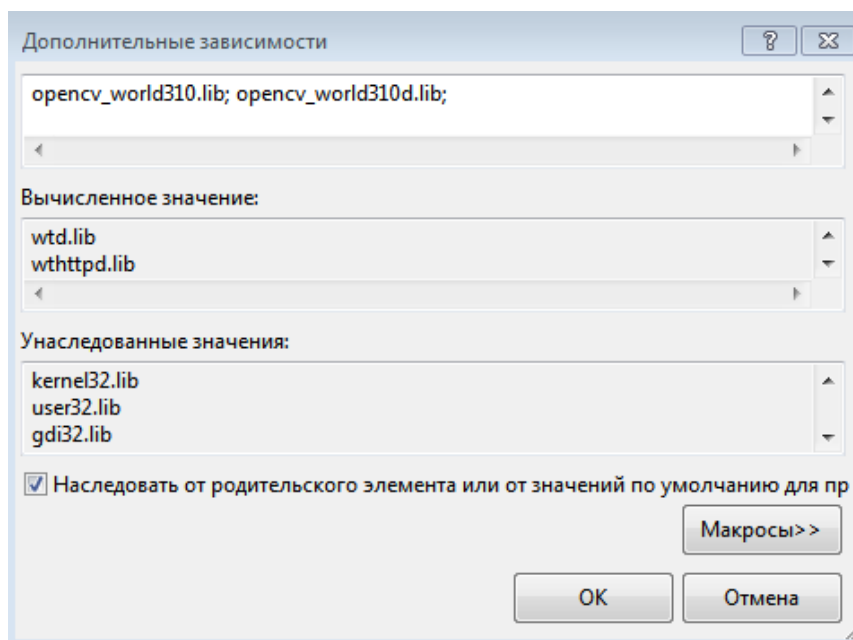 Дополнительные зависимости
opencv_world310.lib; opencv_world310d.lib;
Вычисленное значение:
wtd.lib
wthttpd.lib
Унаследованные значения:
kernel32.lib
user32.lib
gdi32.lib
Наследовать от родительского элемента или от значений по умолчанию для пр
Макросы>>
ОК
Отмена